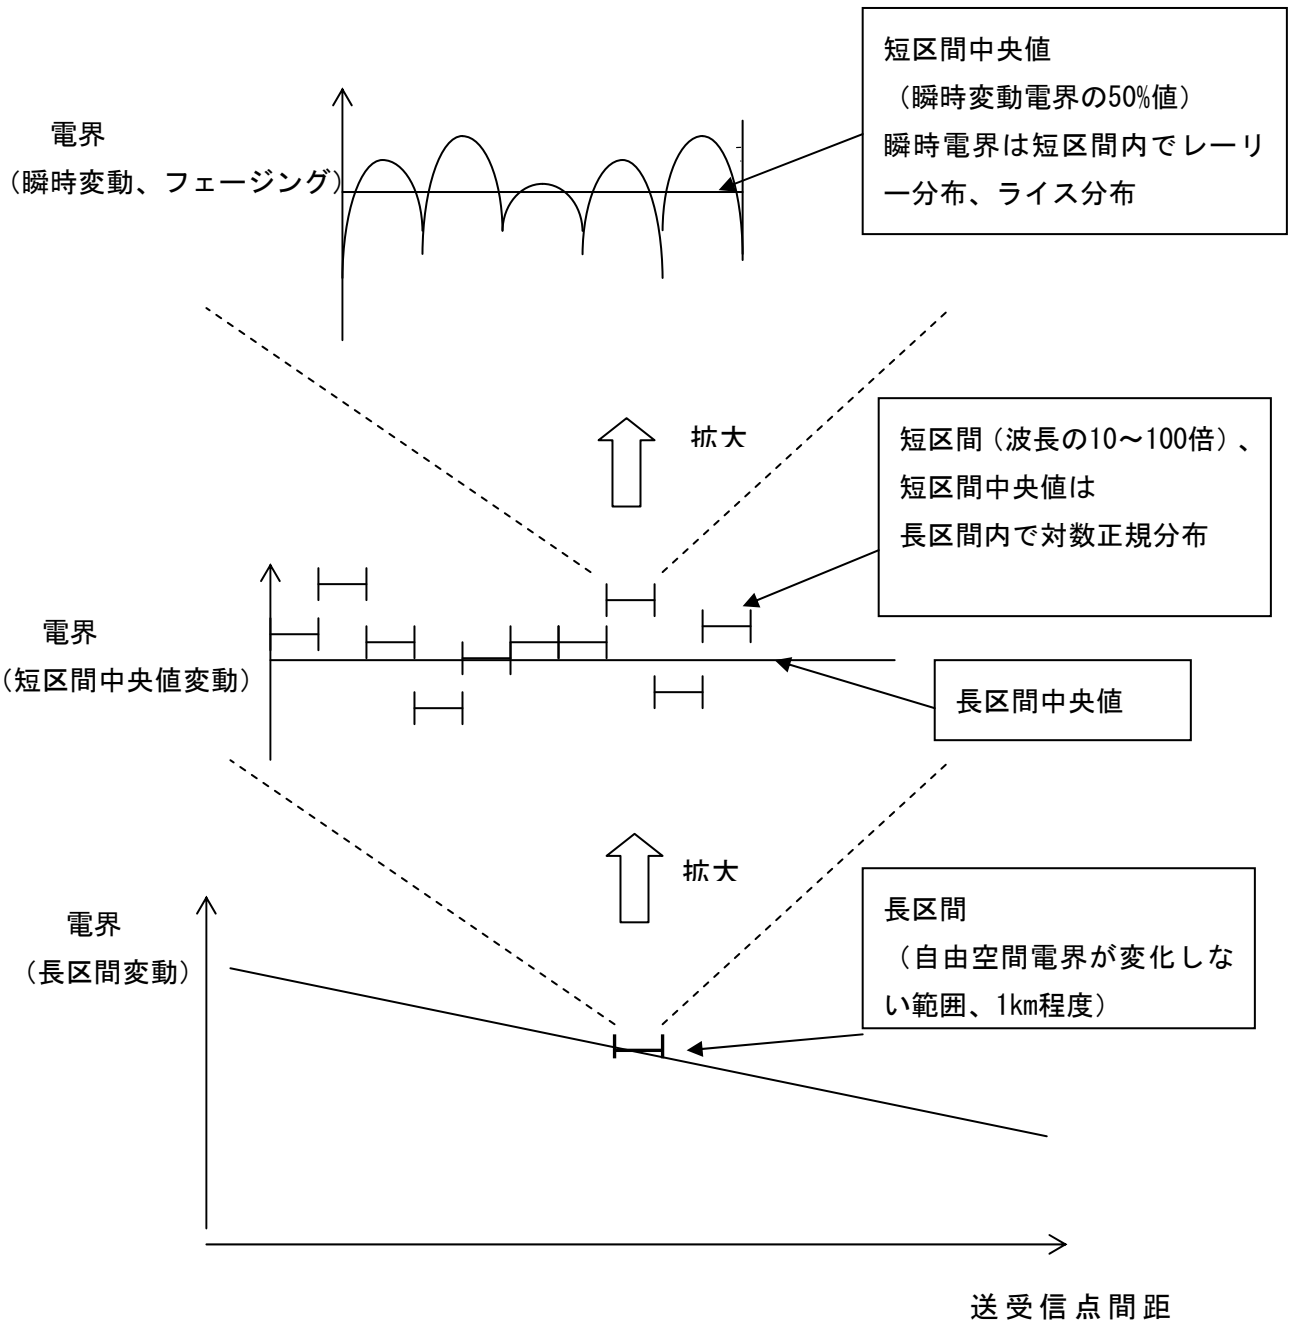 短区間中央値
（瞬時変動電界の50%値）
瞬時電界は短区間内でレーリ
ー分布、ライス分布
電界
（瞬時変動、フェージング）
拡大
短区間（波長の10～100倍）、
短区間中央値は
長区間内で対数正規分布
電界
（短区間中央値変動）
長区間中央値
拡大
長区間
（自由空間電界が変化しな
い範囲、1km程度）
電界
（長区間変動）
送受信点間距